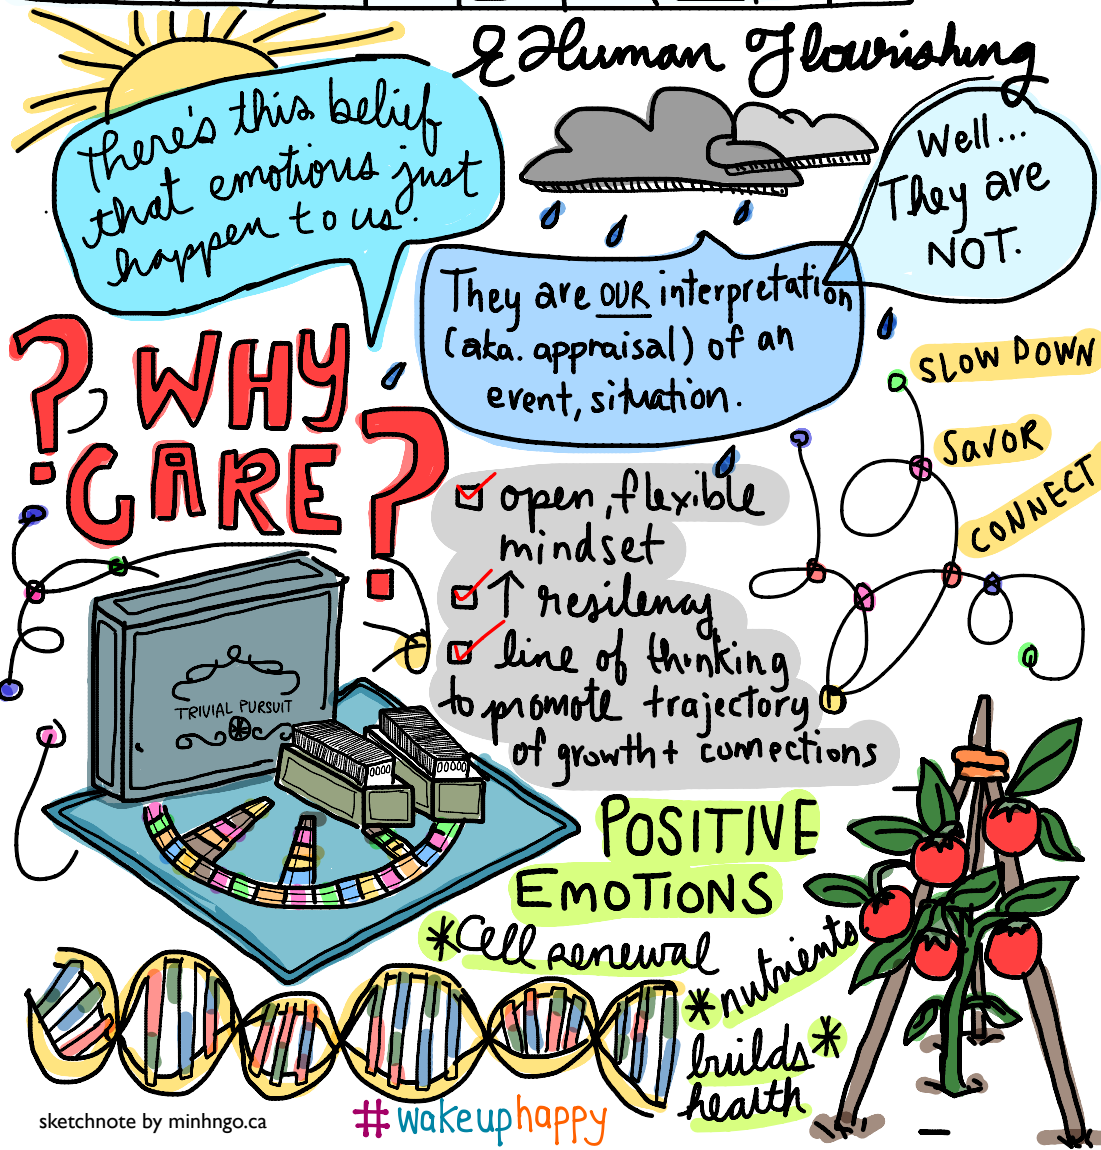 & Human Flourishing
There's this belief
that emotions just
happen to us.
Well...
They are
NOT.
They are OUR interpretation
(aka. appraisal) of an
event, situation.
? WHY
CARE?
SLOW DOWN
SAVOR
CONNECT
open, flexible
mindset
↑ resilency
line of thinking
to promote trajectory
of growth + connections
TRIVIAL PURSUIT
POSITIVE
EMOTIONS
*Cell renewal
*nutrients
builds*
health
#wakeuphappy
sketchnote by minhngo.ca